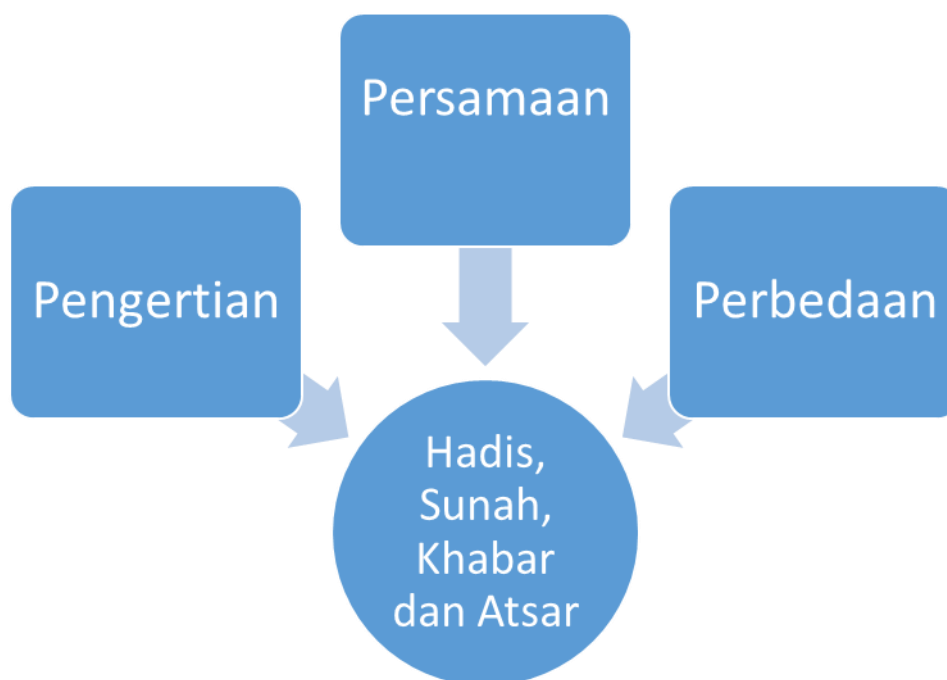 Persamaan
Pengertian
Perbedaan
Hadis,
Sunah,
Khabar
dan Atsar